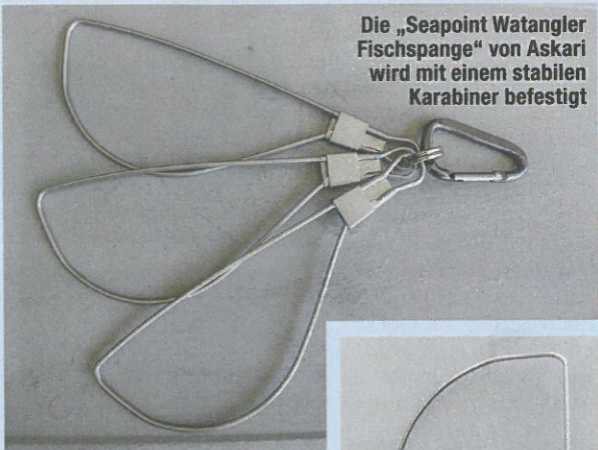 Die „Seapoint Watangler
Fischspange“ von Askari
wird mit einem stabilen
Karabiner befestigt